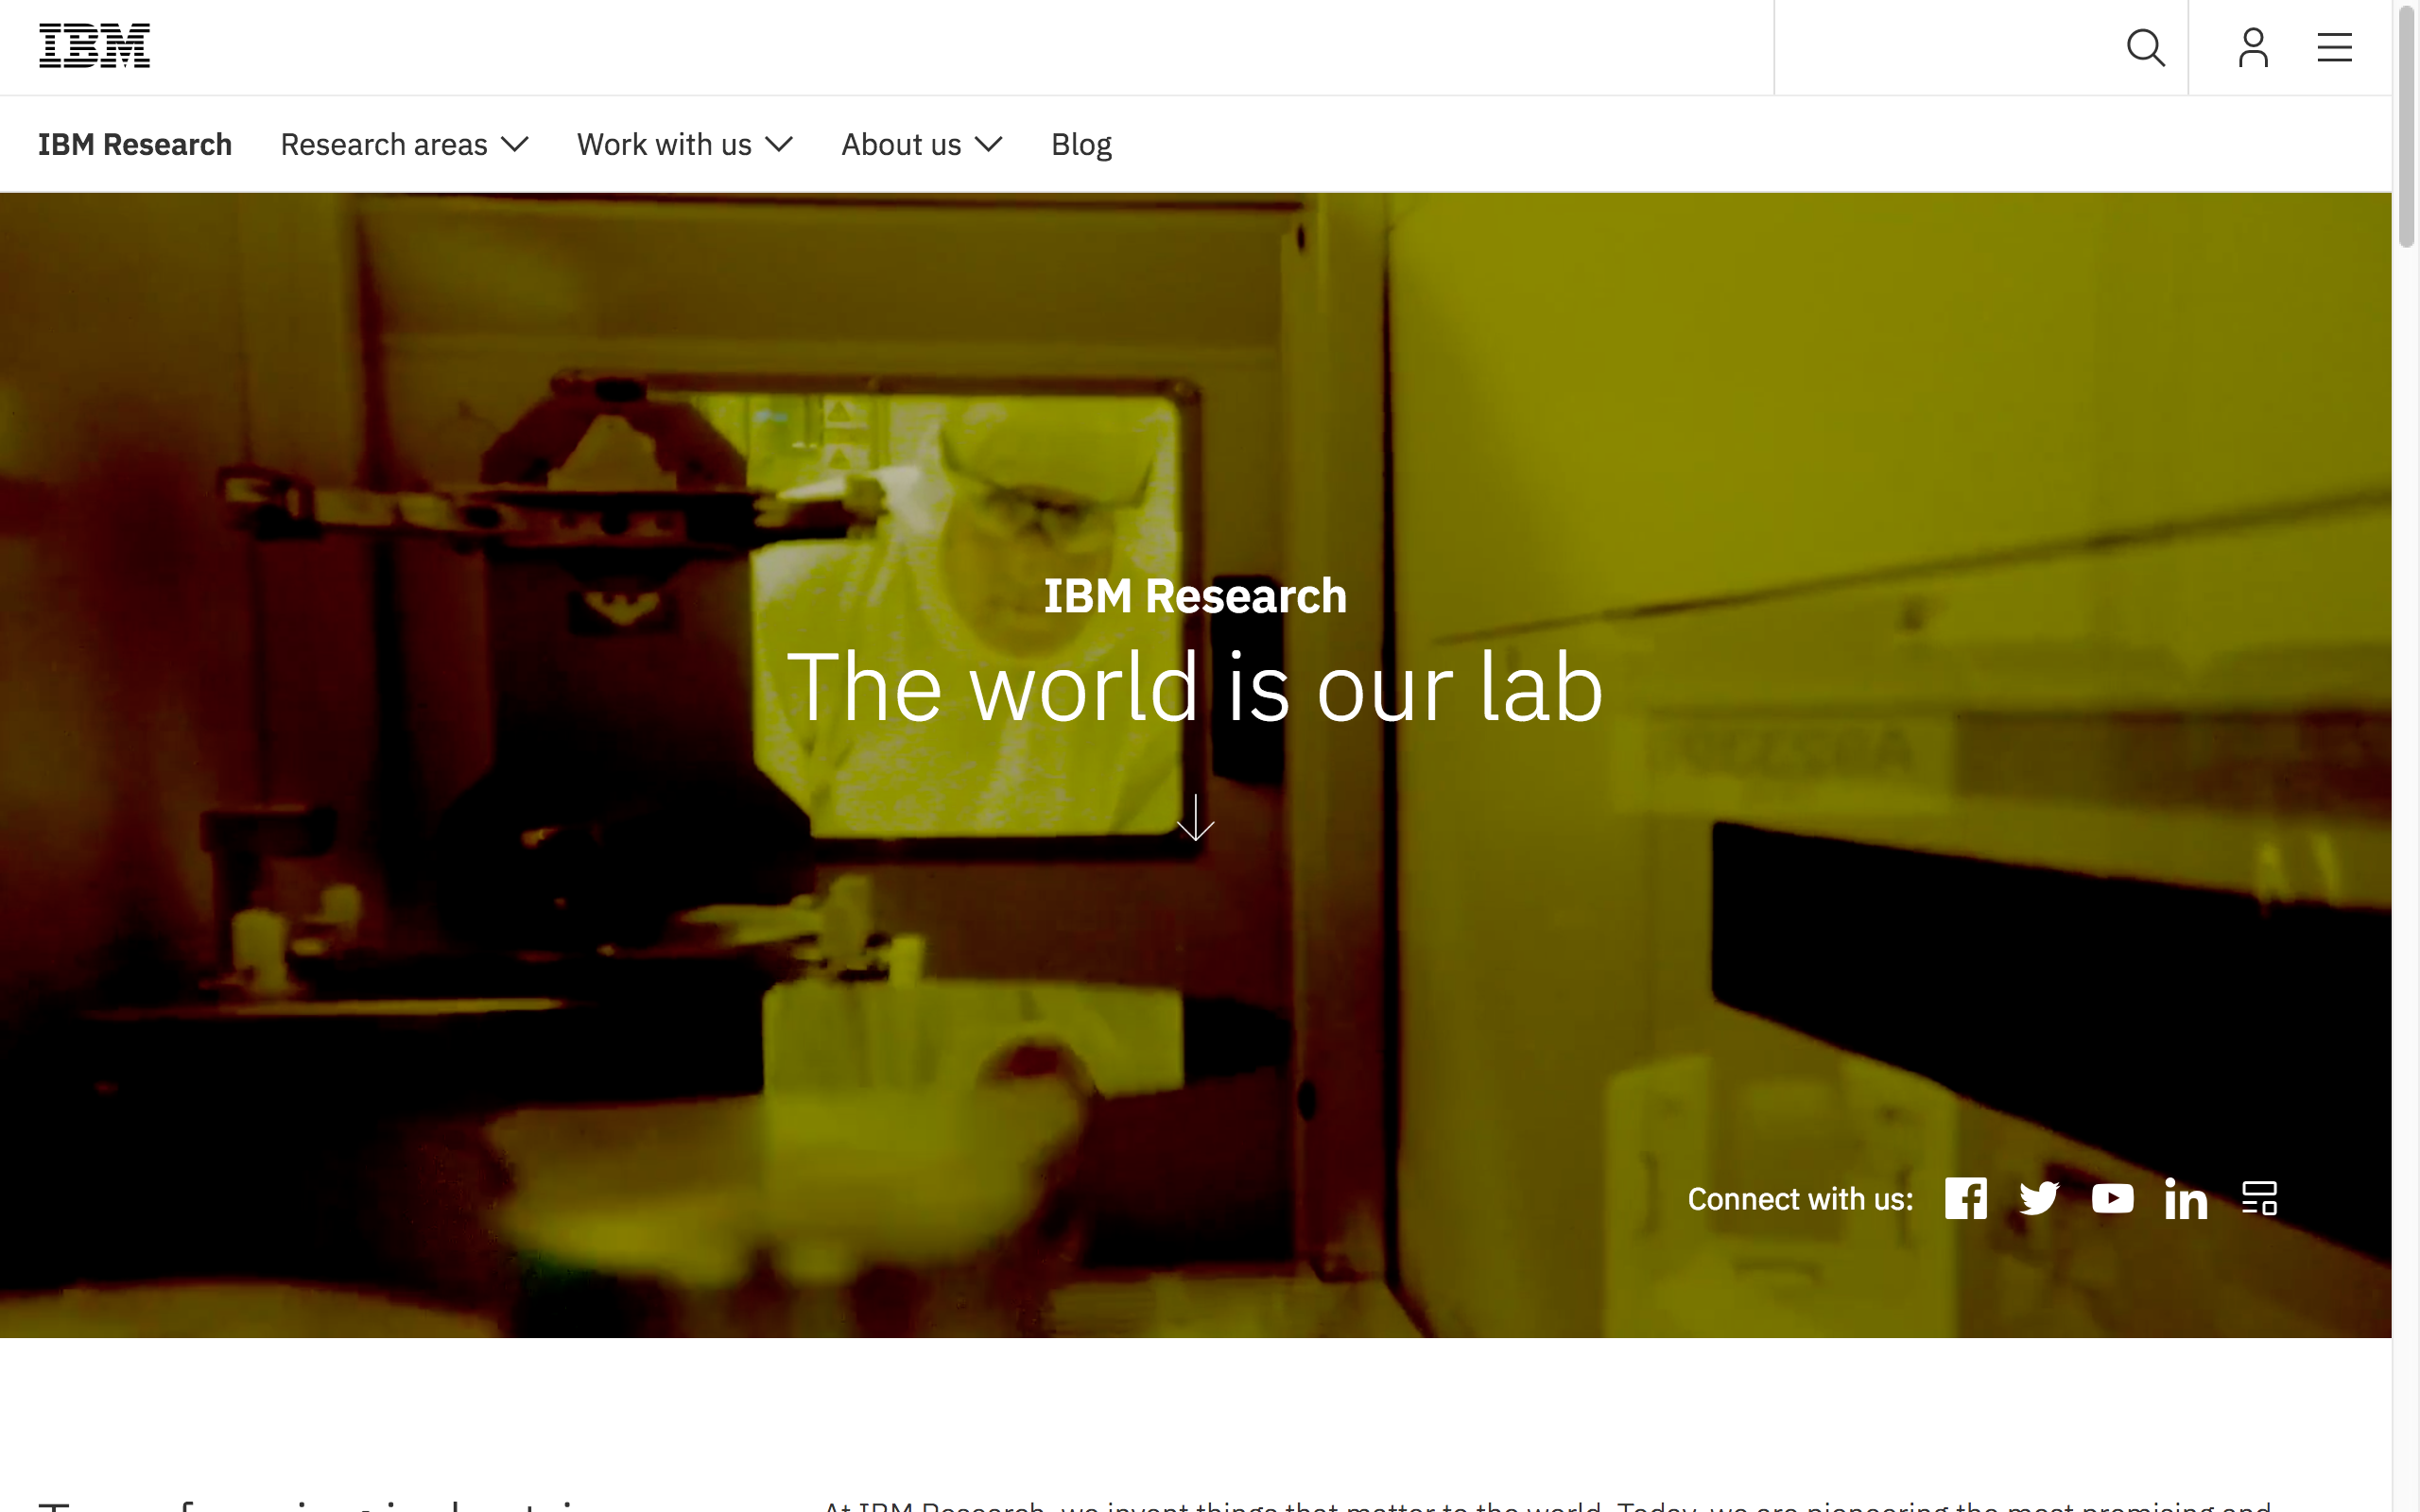 IBM
IBM Research Research areas Work with us About us Blog
IBM Research
The world is our lab
Connect with us:
At IBM Research, we invent things that matter to the world. Today, we are pioneering the most promising and